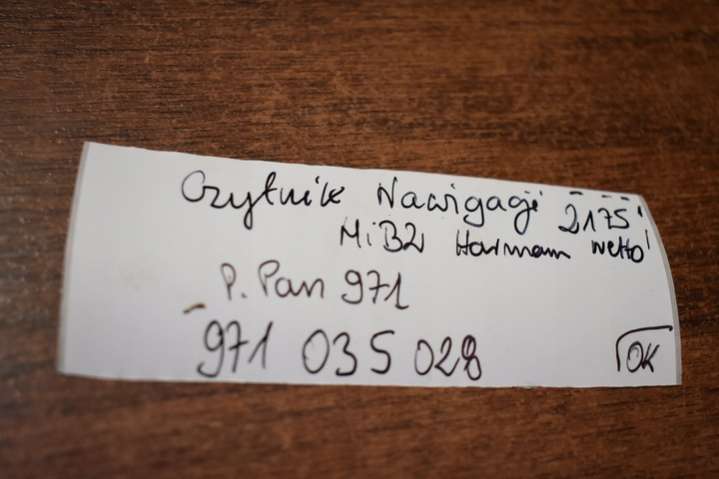 Czytnik Nawigacji 2175
MiB2 Harman netto
P. Pan 971
971 035 028
OK